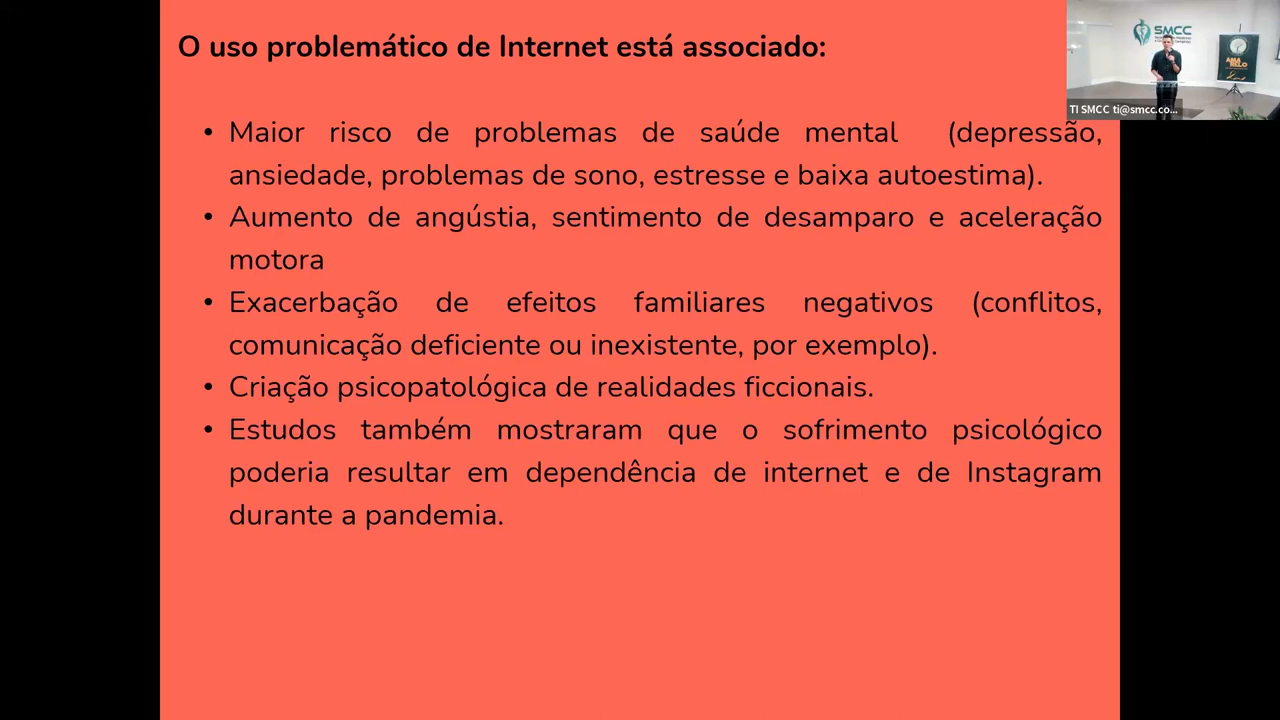 O uso problemático de Internet está associado:
• Maior risco de problemas de saúde mental (depressão,
ansiedade, problemas de sono, estresse e baixa autoestima).
• Aumento de angústia, sentimento de desamparo e aceleração
motora
• Exacerbação de efeitos familiares negativos (conflitos,
comunicação deficiente ou inexistente, por exemplo).
• Criação psicopatológica de realidades ficcionais.
• Estudos também mostraram que o sofrimento psicológico
poderia resultar em dependência de internet e de Instagram
durante a pandemia.
SMCC
TI SMCC ti@smcc.co...